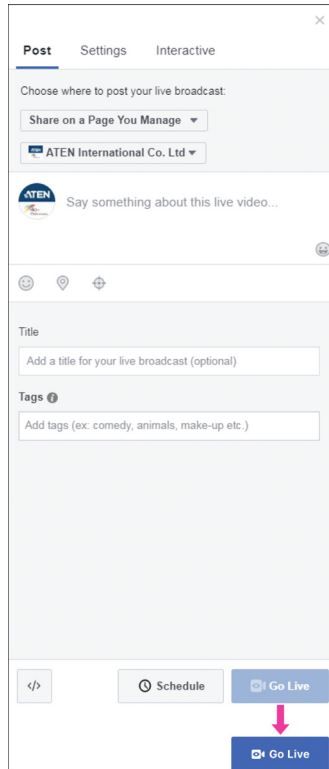 Post Settings Interactive
Choose where to post your live broadcast:
Share on a Page You Manage
ATEN International Co. Ltd
ATEN
Say something about this live video...
Title
Add a title for your live broadcast (optional)
Tags
Add tags (ex: comedy, animals, make-up etc.)
</> Schedule Go Live
Go Live